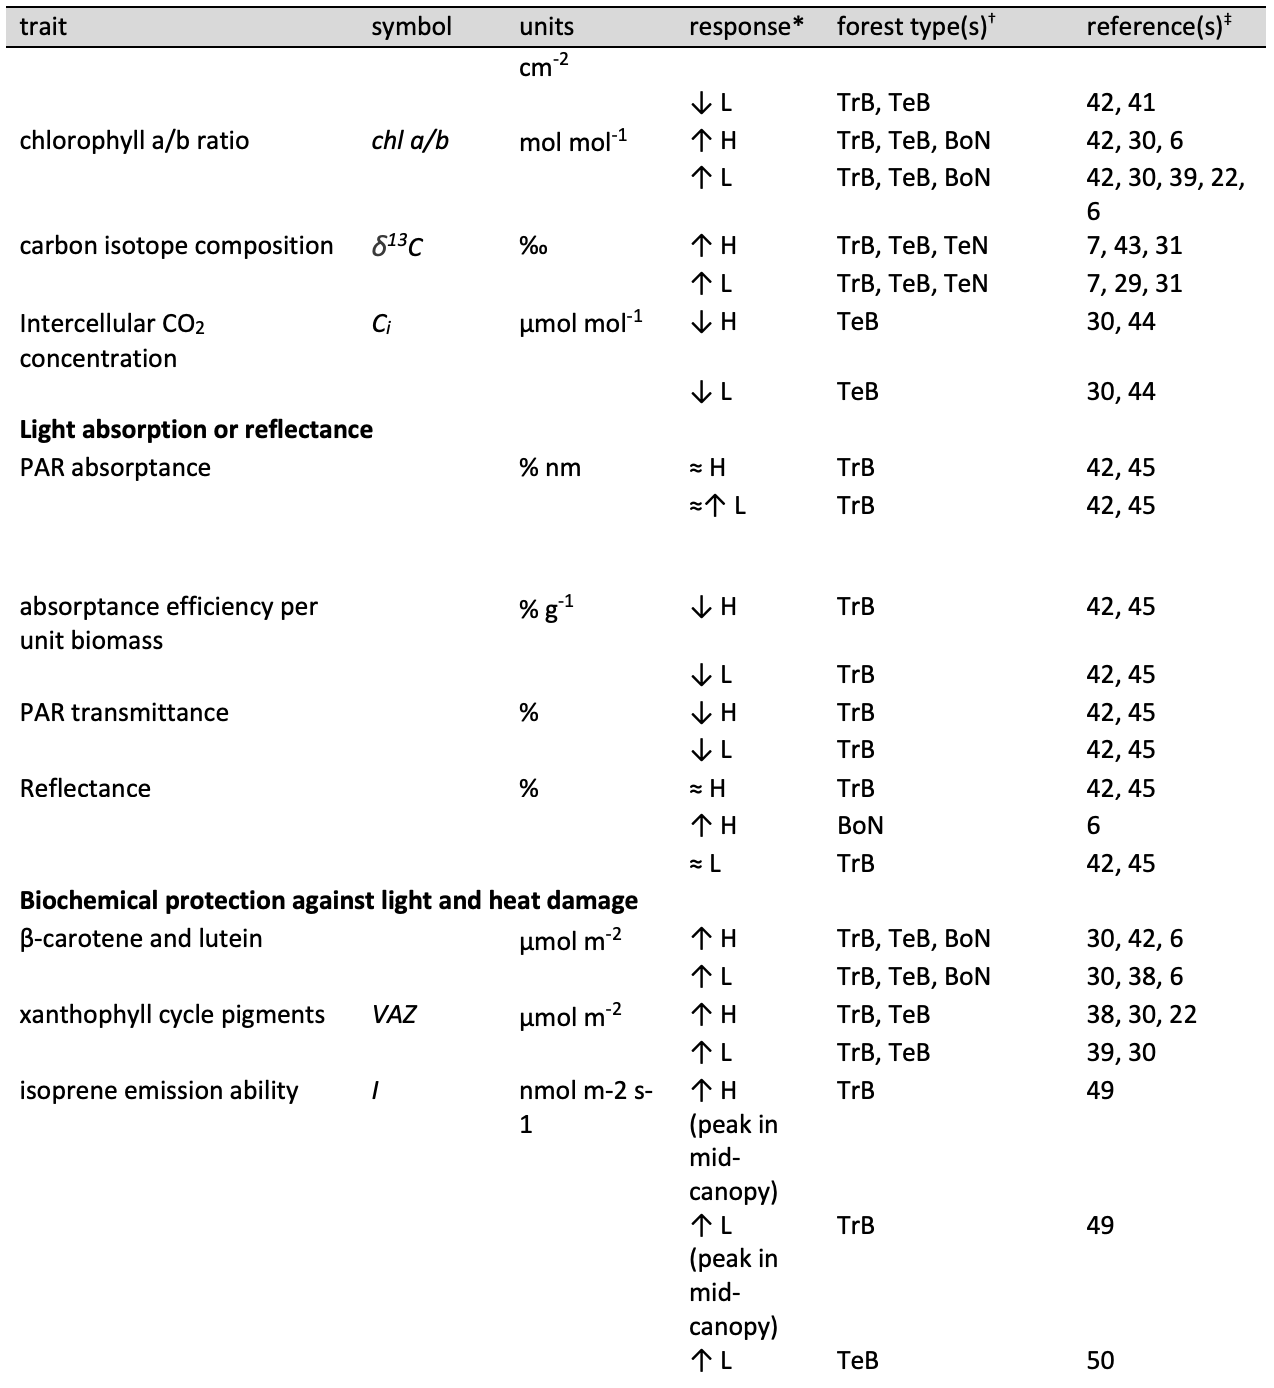 trait symbol units response* forest type(s)† reference(s)‡
cm-2
↓ L TrB, TeB 42, 41
chlorophyll a/b ratio chl a/b mol mol-1 ↑ H TrB, TeB, BoN 42, 30, 6
↑ L TrB, TeB, BoN 42, 30, 39, 22,
6
carbon isotope composition δ13C ‰ ↑ H TrB, TeB, TeN 7, 43, 31
↑ L TrB, TeB, TeN 7, 29, 31
Intercellular CO2 Ci µmol mol-1 ↓ H TeB 30, 44
concentration
↓ L TeB 30, 44
Light absorption or reflectance
PAR absorptance % nm ≈ H TrB 42, 45
≈↑ L TrB 42, 45
absorptance efficiency per % g-1 ↓ H TrB 42, 45
unit biomass
↓ L TrB 42, 45
PAR transmittance % ↓ H TrB 42, 45
↓ L TrB 42, 45
Reflectance % ≈ H TrB 42, 45
↑ H BoN 6
≈ L TrB 42, 45
Biochemical protection against light and heat damage
β-carotene and lutein µmol m-2 ↑ H TrB, TeB, BoN 30, 42, 6
↑ L TrB, TeB, BoN 30, 38, 6
xanthophyll cycle pigments VAZ µmol m-2 ↑ H TrB, TeB 38, 30, 22
↑ L TrB, TeB 39, 30
isoprene emission ability I nmol m-2 s- ↑ H TrB 49
1 (peak in
mid-
canopy)
↑ L TrB 49
(peak in
mid-
canopy)
↑ L TeB 50